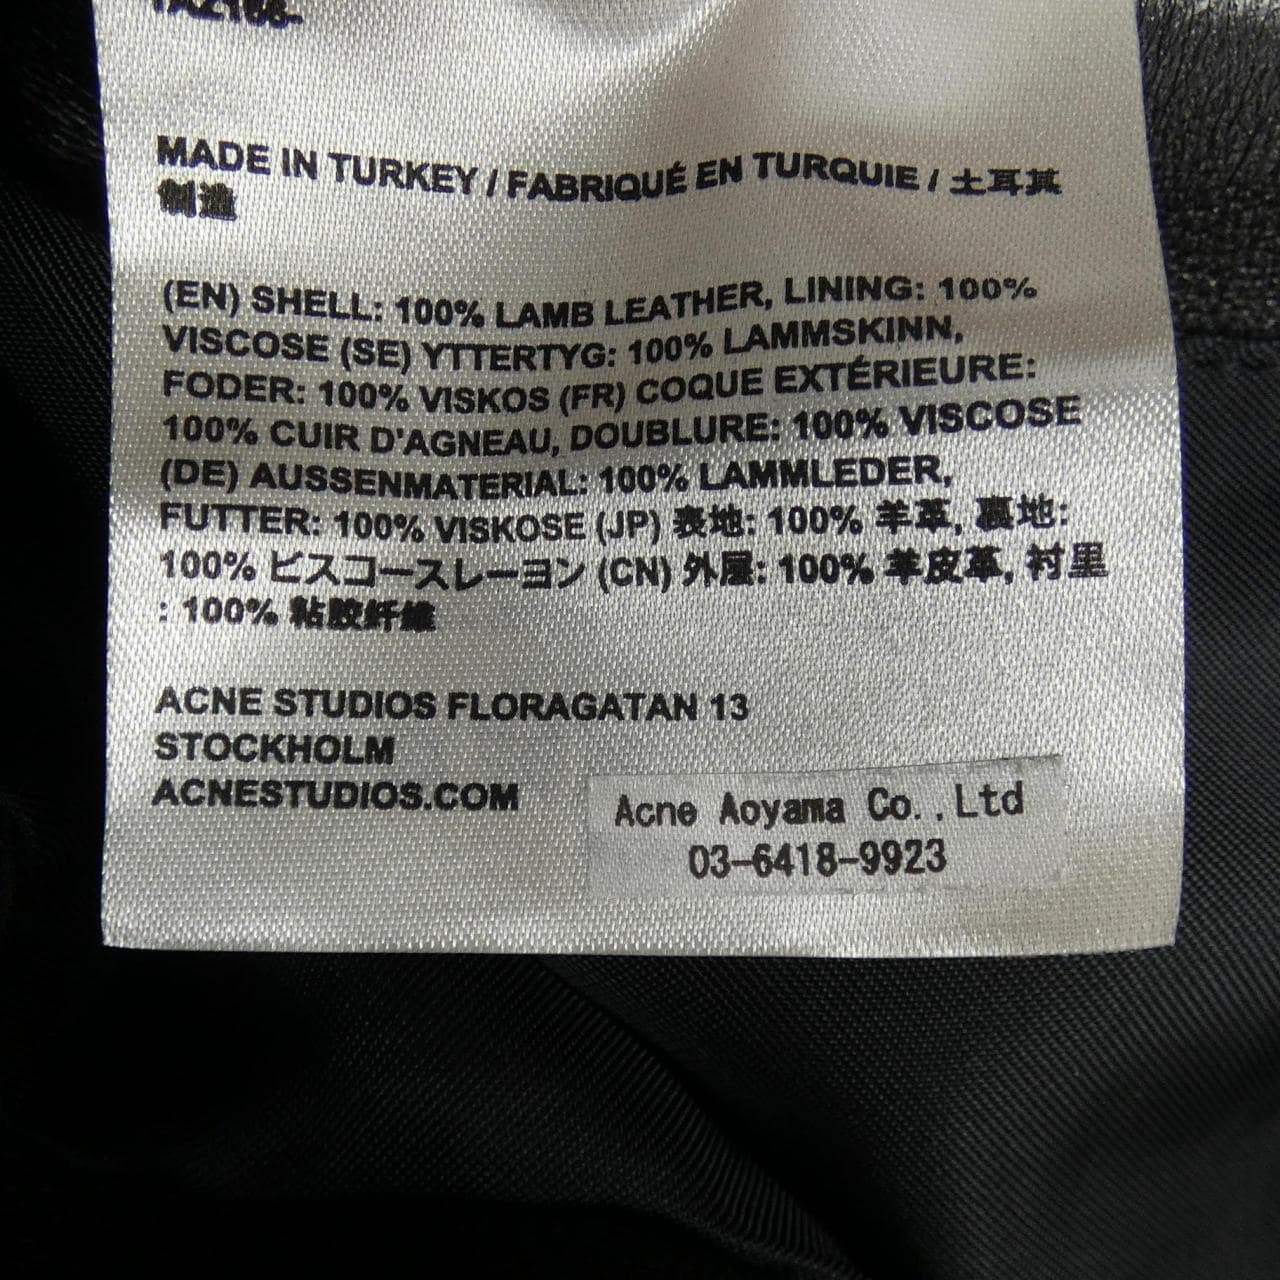 MADE IN TURKEY / FABRIQUÉ EN TURQUIE / 土耳其
制造
(EN) SHELL: 100% LAMB LEATHER, LINING: 100%
VISCOSE (SE) YTTERTYG: 100% LAMMSKINN,
FODER: 100% VISKOS (FR) COQUE EXTÉRIEURE:
100% CUIR D'AGNEAU, DOUBLURE: 100% VISCOSE
(DE) AUSSENMATERIAL: 100% LAMMLEDER,
FUTTER: 100% VISKOSE (JP) 表地: 100% 羊革, 裏地:
100% ビスコースレーヨン (CN) 外层: 100% 羊皮革, 衬里
: 100% 粘胶纤维
ACNE STUDIOS FLORAGATAN 13
STOCKHOLM
ACNESTUDIOS.COM
Acne Aoyama Co.,Ltd
03-6418-9923